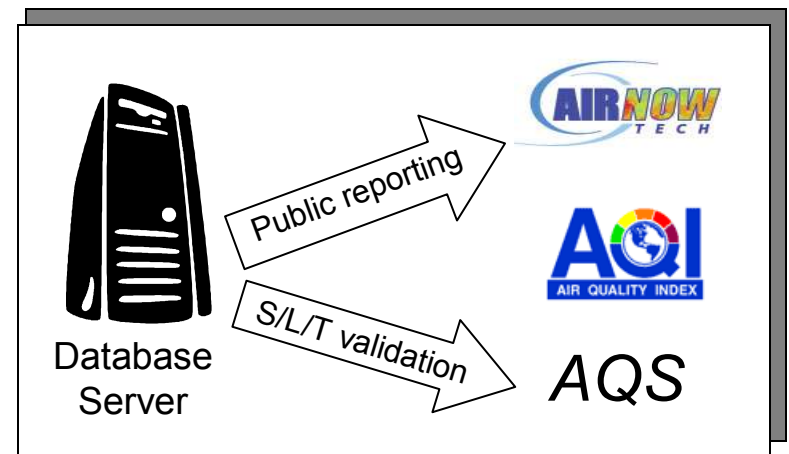 AIRNOW
TECH
Public reporting
AQI
AIR QUALITY INDEX
S/L/T validation
Database
Server
AQS